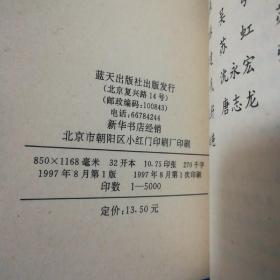 蓝天出版社出版发行
(北京复兴路14号)
(邮政编码:100843)
电话:66784244
新华书店经销
北京市朝阳区小红门印刷厂印刷
850×1168毫米 32开本 10.75印张 270千字
1997年8月第1版 1997年8月第1次印刷
印数 1—5000
定价:13.50元
吴 虹
苏
沈永宏
唐志龙